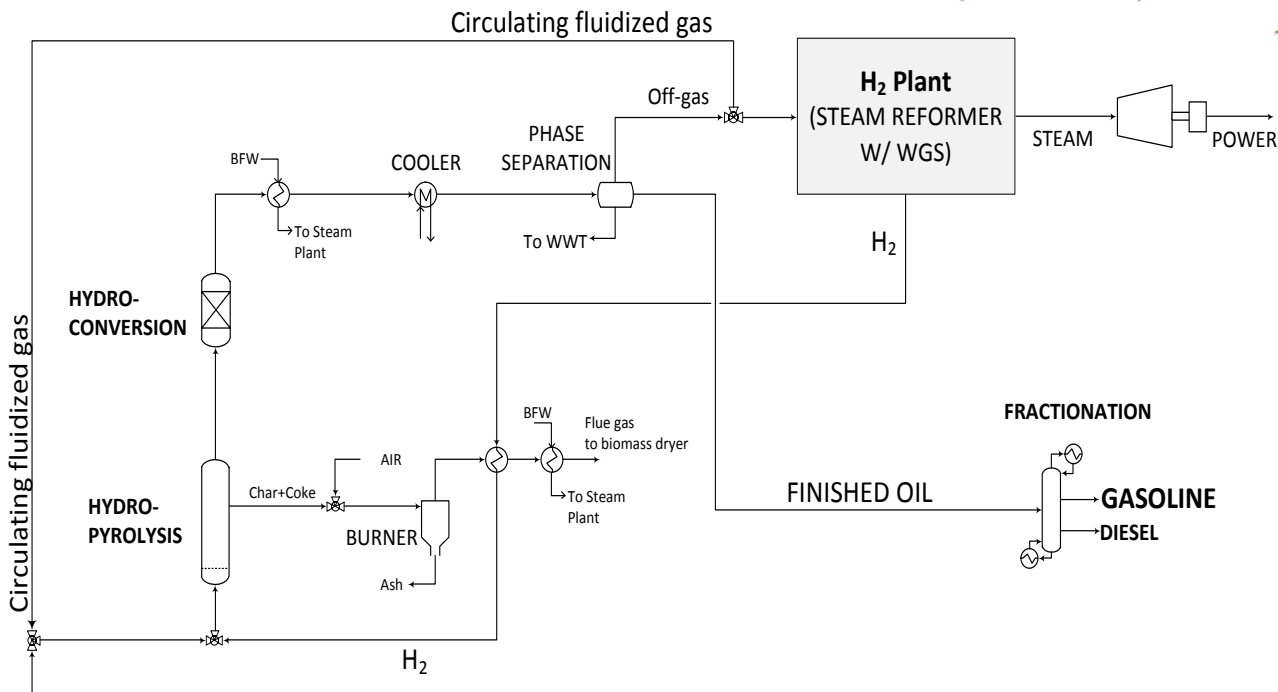 Circulating fluidized gas
H₂ Plant
(STEAM REFORMER
W/ WGS)
Off-gas
STEAM
POWER
PHASE
SEPARATION
BFW
COOLER
M
To Steam
Plant
To WWT
H₂
HYDRO-
CONVERSION
Circulating fluidized gas
FRACTIONATION
BFW
Flue gas
to biomass dryer
AIR
Char+Coke
To Steam
Plant
FINISHED OIL
GASOLINE
DIESEL
HYDRO-
PYROLYSIS
BURNER
Ash
H₂